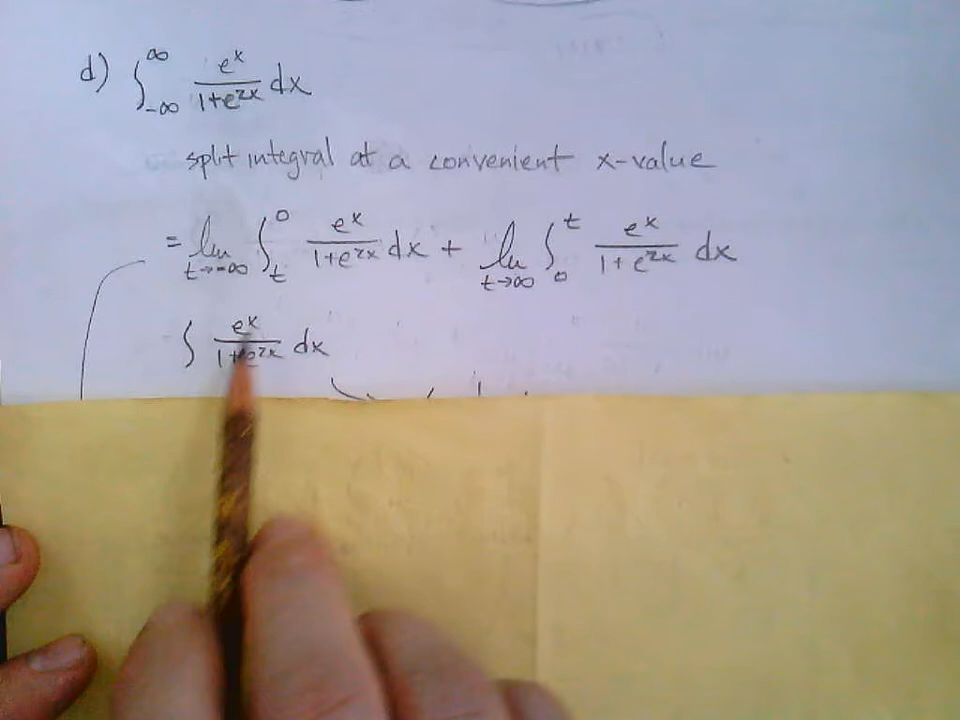 d) ∫_{-∞}^{∞} e^x/(1+e^{2x}) dx
split integral at a convenient x-value
= lim_{t→-∞} ∫_t^0 e^x/(1+e^{2x}) dx + lim_{t→∞} ∫_0^t e^x/(1+e^{2x}) dx
∫ e^x/(1+e^{2x}) dx